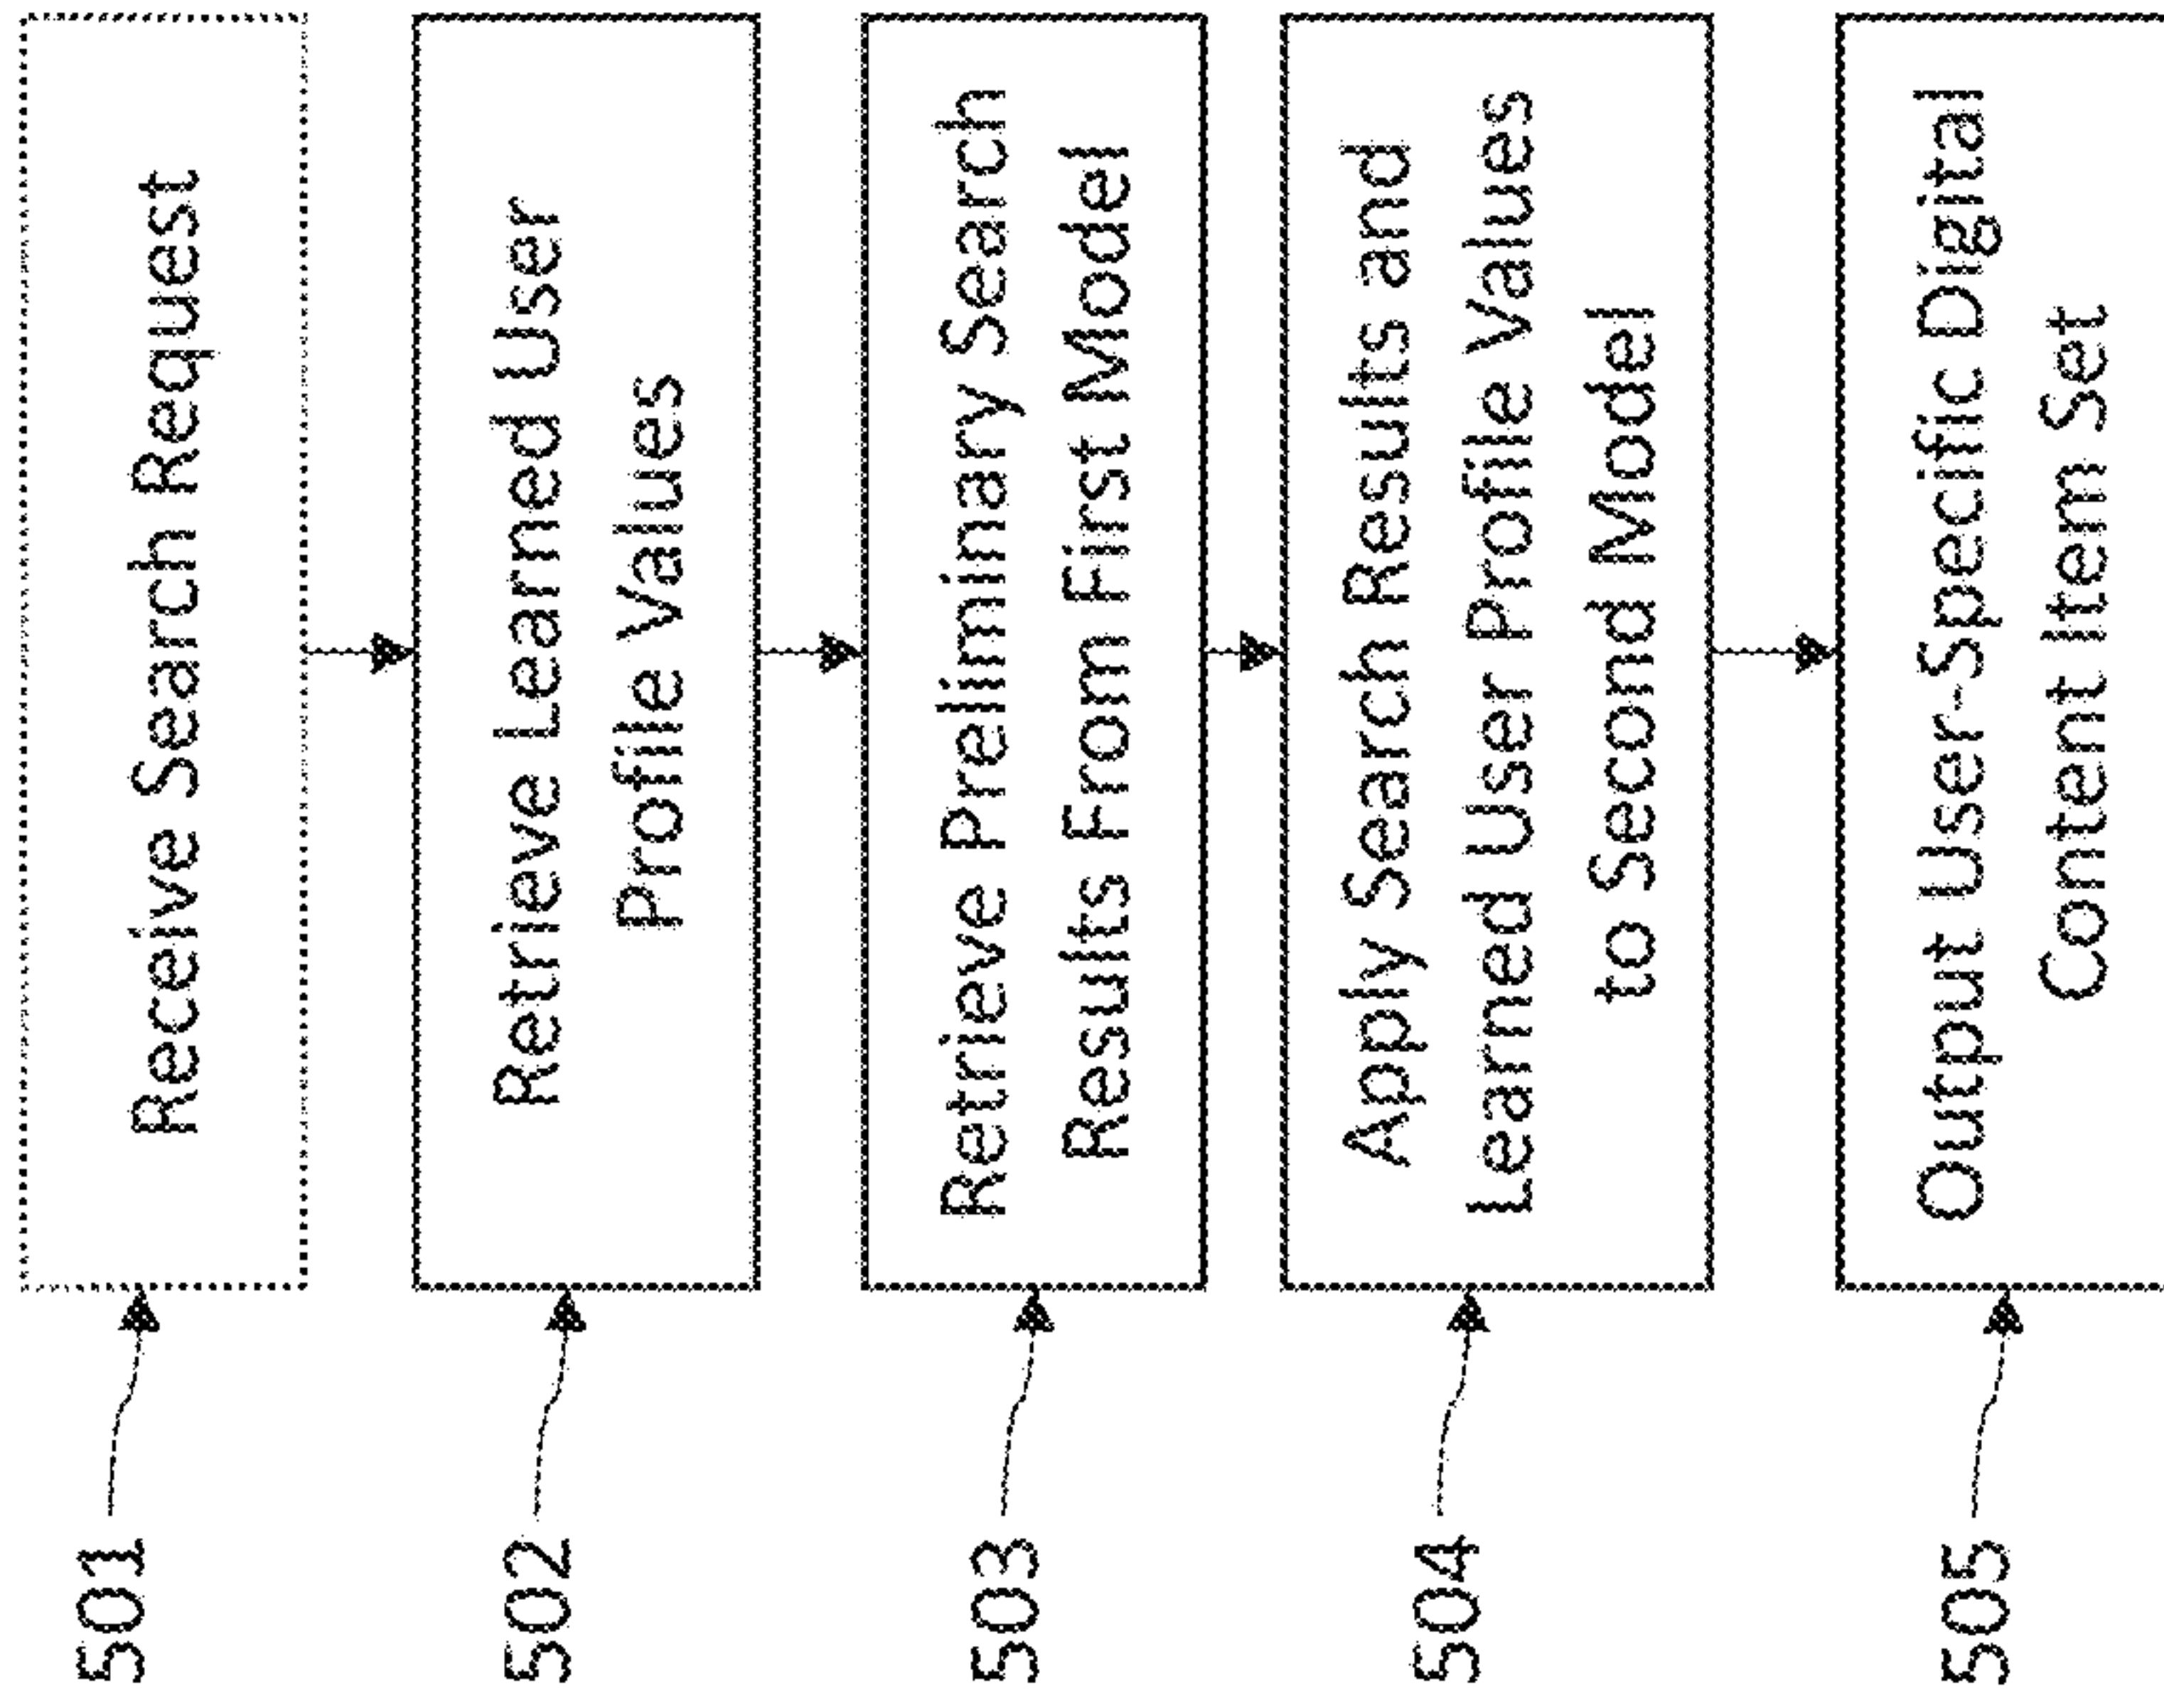 501
Receive Search Request
502
Retrieve Learned User
Profile Values
503
Retrieve Preliminary Search
Results From First Model
504
Apply Search Results and
Learned User Profile Values
to Second Model
505
Output User-Specific Digital
Content Item Set